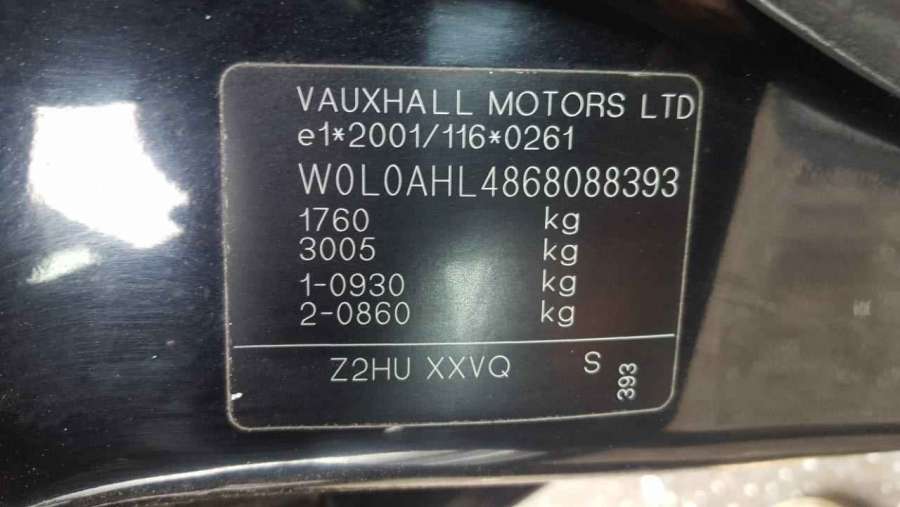 VAUXHALL MOTORS LTD
e1*2001/116*0261
W0L0AHL4868088393
1760 kg
3005 kg
1-0930 kg
2-0860 kg
Z2HU XXVQ S 393